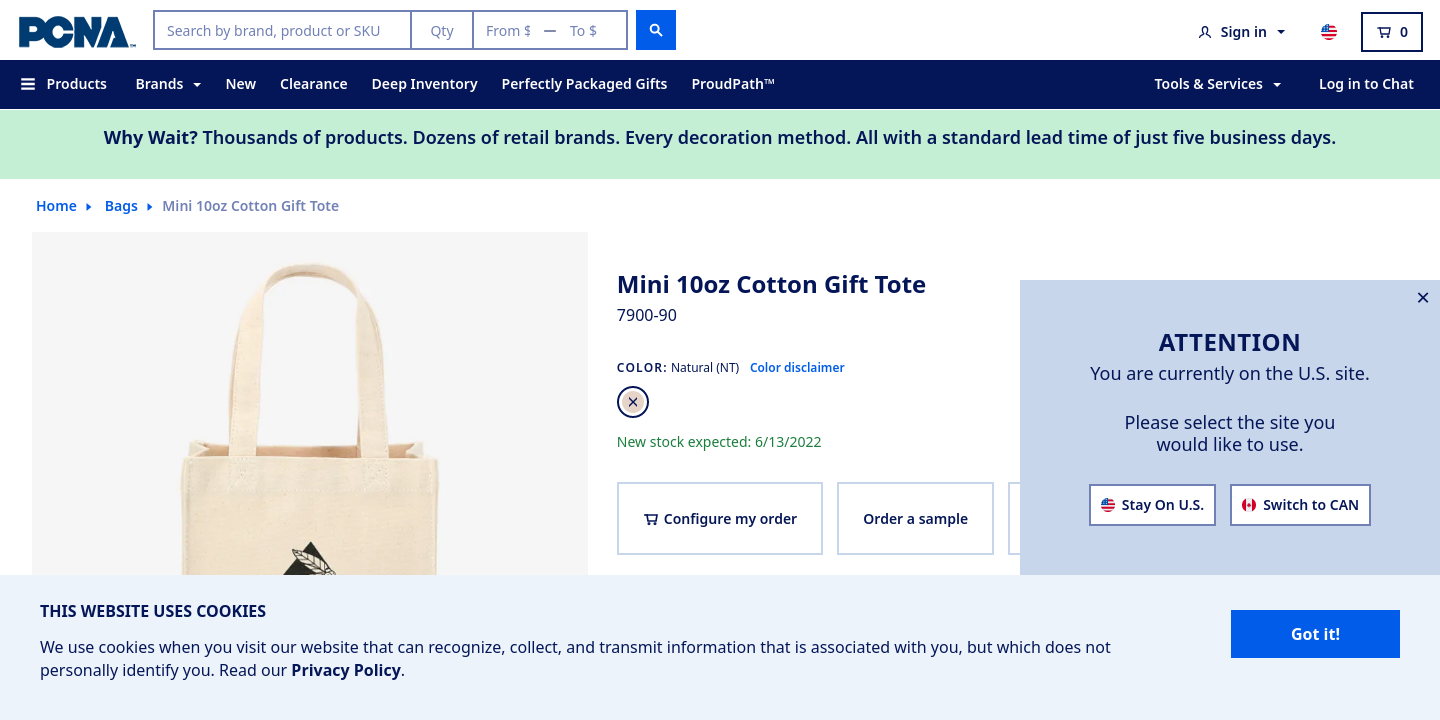 PCNA™
Search by brand, product or SKU
Qty
From $
To $
Sign in
0
Products
Brands
New
Clearance
Deep Inventory
Perfectly Packaged Gifts
ProudPath™
Tools & Services
Log in to Chat
Why Wait? Thousands of products. Dozens of retail brands. Every decoration method. All with a standard lead time of just five business days.
Home
Bags
Mini 10oz Cotton Gift Tote
Mini 10oz Cotton Gift Tote
7900-90
COLOR: Natural (NT) Color disclaimer
New stock expected: 6/13/2022
Configure my order
Order a sample
ATTENTION
You are currently on the U.S. site.
Please select the site you
would like to use.
Stay On U.S.
Switch to CAN
THIS WEBSITE USES COOKIES
We use cookies when you visit our website that can recognize, collect, and transmit information that is associated with you, but which does not
personally identify you. Read our Privacy Policy.
Got it!